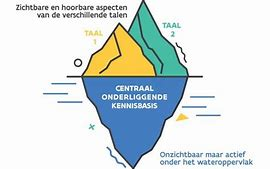 Zichtbare en hoorbare aspecten
van de verschillende talen
TAAL
1
TAAL
2
CENTRAAL
ONDERLIGGENDE
KENNISBASIS
Onzichtbaar maar actief
onder het wateroppervlak